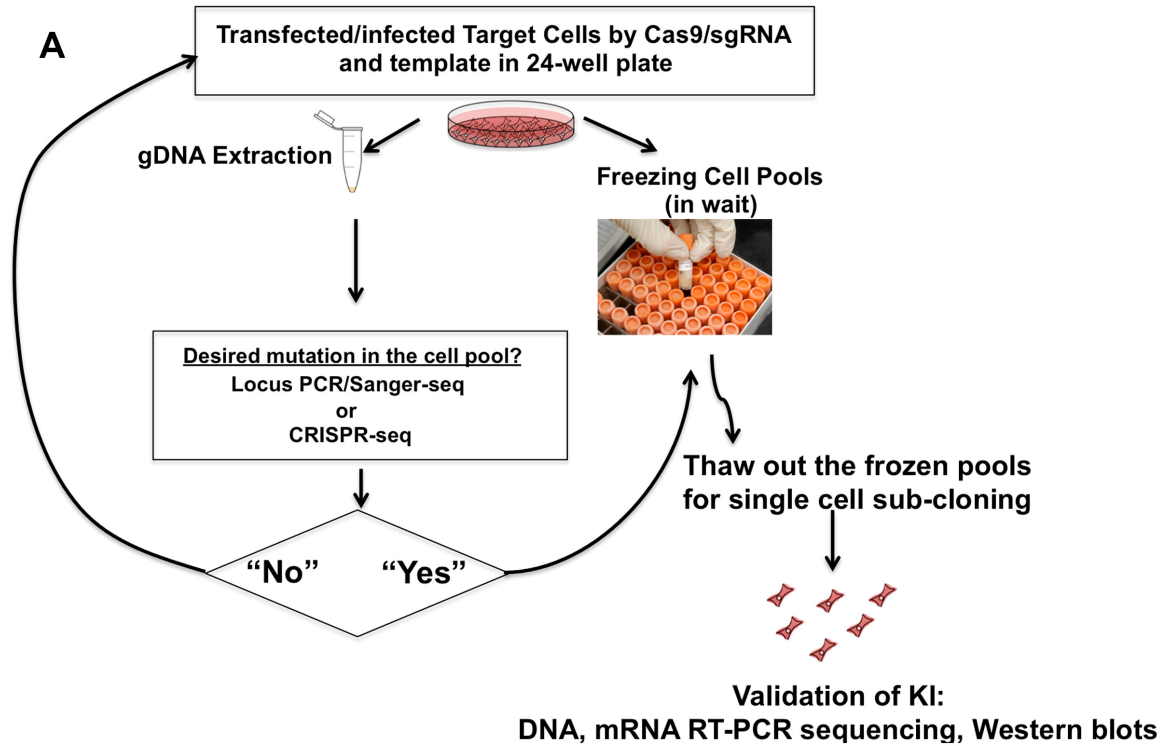 A
Transfected/infected Target Cells by Cas9/sgRNA
and template in 24-well plate
gDNA Extraction
Freezing Cell Pools
(in wait)
Desired mutation in the cell pool?
Locus PCR/Sanger-seq
or
CRISPR-seq
“No”
“Yes”
Thaw out the frozen pools
for single cell sub-cloning
Validation of KI:
DNA, mRNA RT-PCR sequencing, Western blots